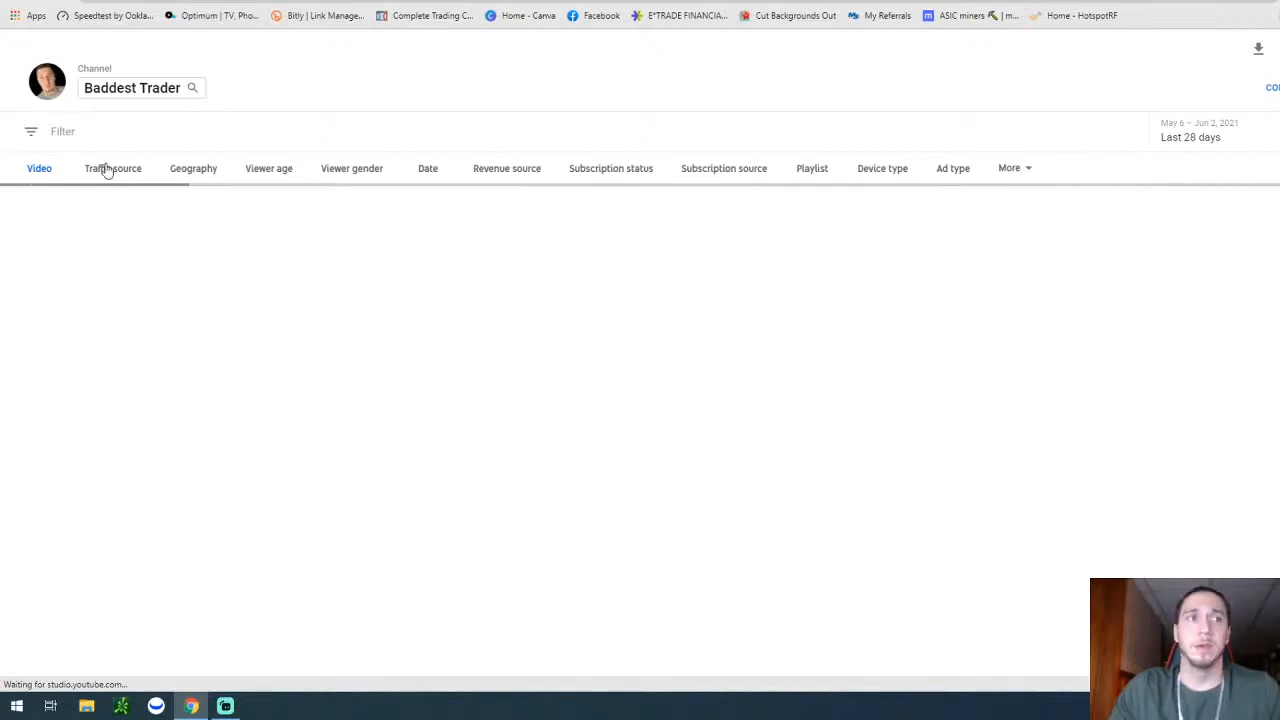 Apps Speedtest by Ookla... Optimum | TV, Pho... Bitly | Link Manage... Complete Trading C... Home - Canva Facebook E*TRADE FINANCIA... Cut Backgrounds Out My Referrals ASIC miners ⛏ | m... Home - HotspotRF
Channel
Baddest Trader
CO
Filter
May 6 – Jun 2, 2021
Last 28 days
Video Traffic source Geography Viewer age Viewer gender Date Revenue source Subscription status Subscription source Playlist Device type Ad type More
Waiting for studio.youtube.com...